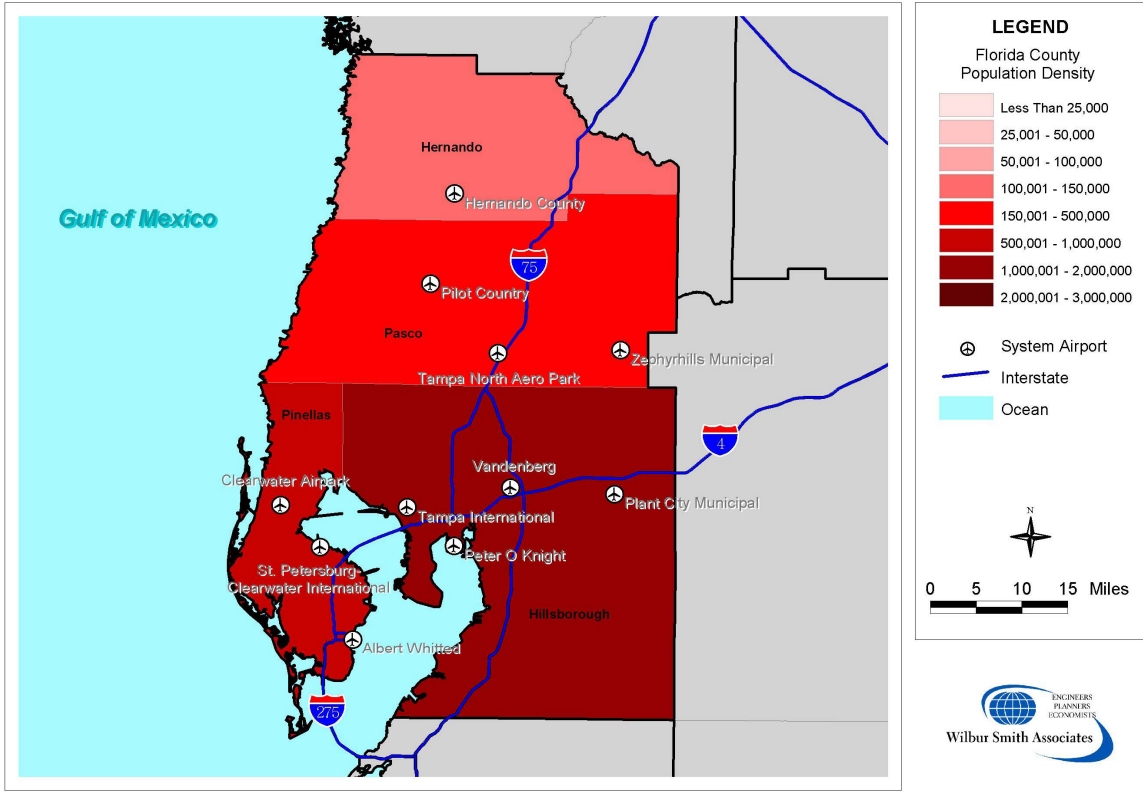 Hernando
Hernando County
Gulf of Mexico
75
Pilot Country
Pasco
Zephyrhills Municipal
Tampa North Aero Park
Pinellas
4
Vandenberg
Clearwater Airpark
Plant City Municipal
Tampa International
Peter O Knight
St. Petersburg-
Clearwater International
Hillsborough
Albert Whitted
275
LEGEND
Florida County
Population Density
Less Than 25,000
25,001 - 50,000
50,001 - 100,000
100,001 - 150,000
150,001 - 500,000
500,001 - 1,000,000
1,000,001 - 2,000,000
2,000,001 - 3,000,000
System Airport
Interstate
Ocean
N
0 5 10 15 Miles
ENGINEERS
PLANNERS
ECONOMISTS
Wilbur Smith Associates